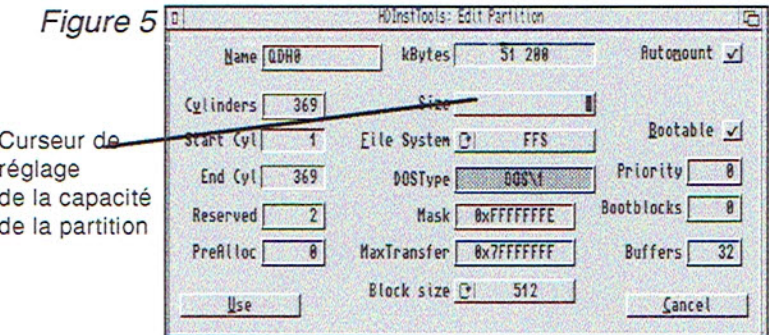 Figure 5
HDInstTools: Edit Partition
Name QDH0 kBytes 51 200 Automount
Cylinders 369 Size
Start Cyl 1 File System FFS Bootable
End Cyl 369 DOSType DOS\1 Priority 0
Reserved 2 Mask 0xFFFFFFFE Bootblocks 0
PreAlloc 0 MaxTransfer 0x7FFFFFFF Buffers 32
Block size 512
Use Cancel
Curseur de
réglage
de la capacité
de la partition